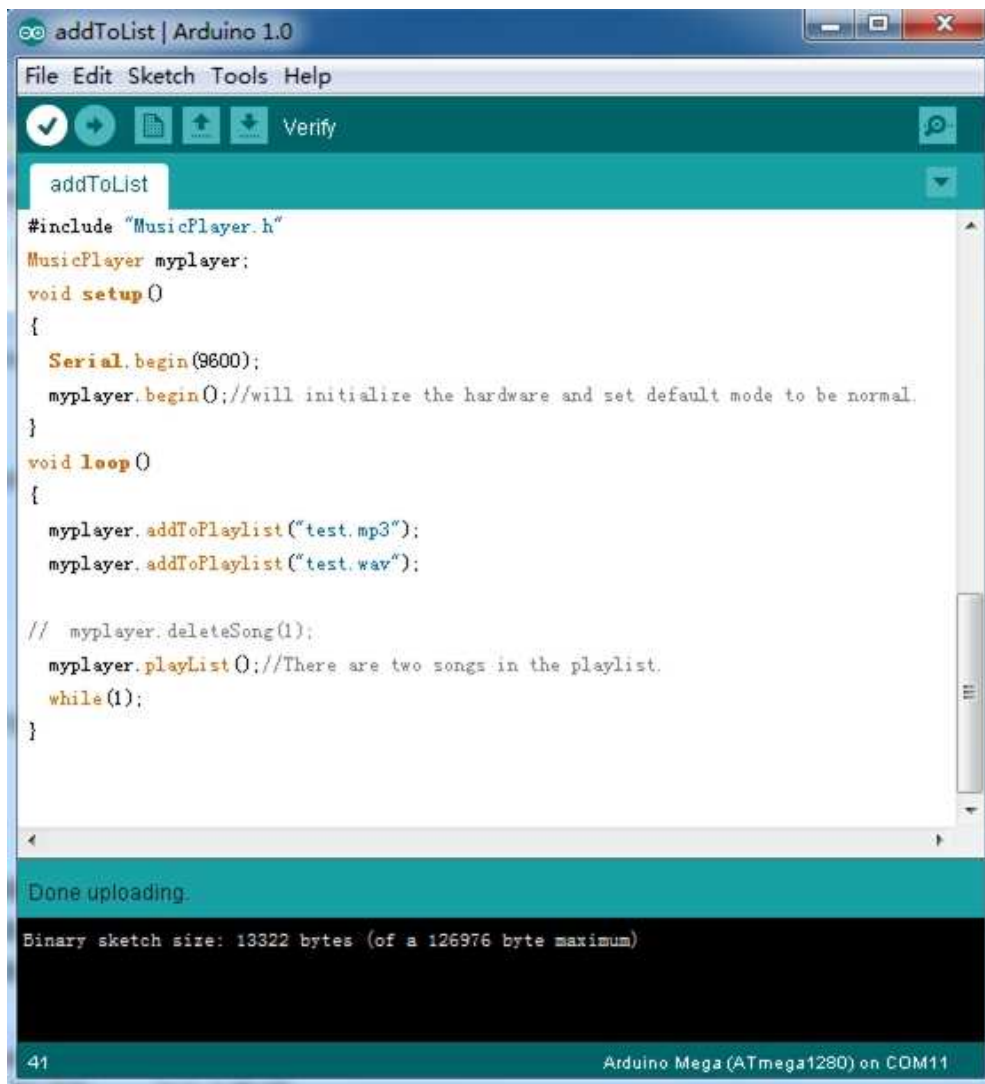 addToList | Arduino 1.0
File Edit Sketch Tools Help
Verify
addToList
#include "MusicPlayer.h"
MusicPlayer myplayer;
void setup()
{
  Serial.begin(9600);
  myplayer.begin();//will initialize the hardware and set default mode to be normal.
}
void loop()
{
  myplayer.addToPlaylist("test.mp3");
  myplayer.addToPlaylist("test.wav");
//  myplayer.deleteSong(1);
  myplayer.playList();//There are two songs in the playlist.
  while(1);
}
Done uploading.
Binary sketch size: 13322 bytes (of a 126976 byte maximum)
41 Arduino Mega (ATmega1280) on COM11